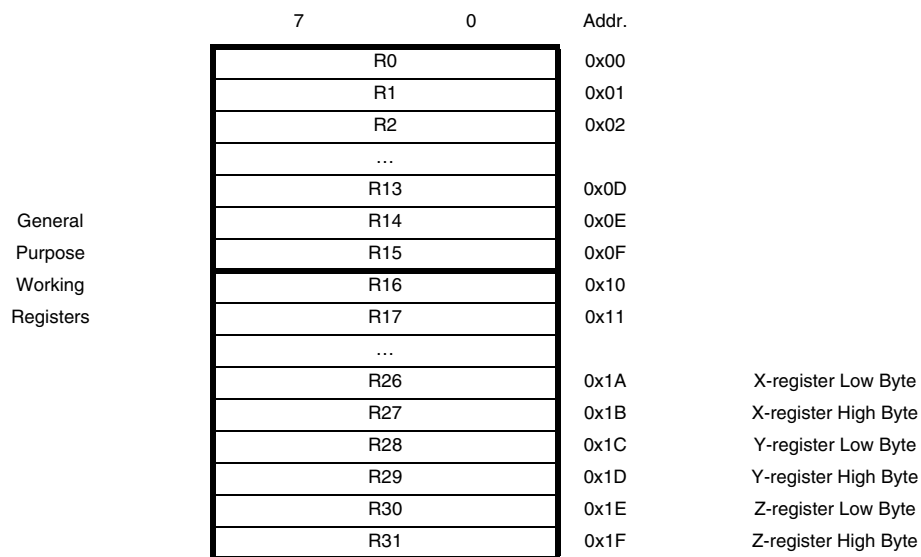 7 0 Addr.
R0 0x00
R1 0x01
R2 0x02
…
R13 0x0D
General R14 0x0E
Purpose R15 0x0F
Working R16 0x10
Registers R17 0x11
…
R26 0x1A X-register Low Byte
R27 0x1B X-register High Byte
R28 0x1C Y-register Low Byte
R29 0x1D Y-register High Byte
R30 0x1E Z-register Low Byte
R31 0x1F Z-register High Byte